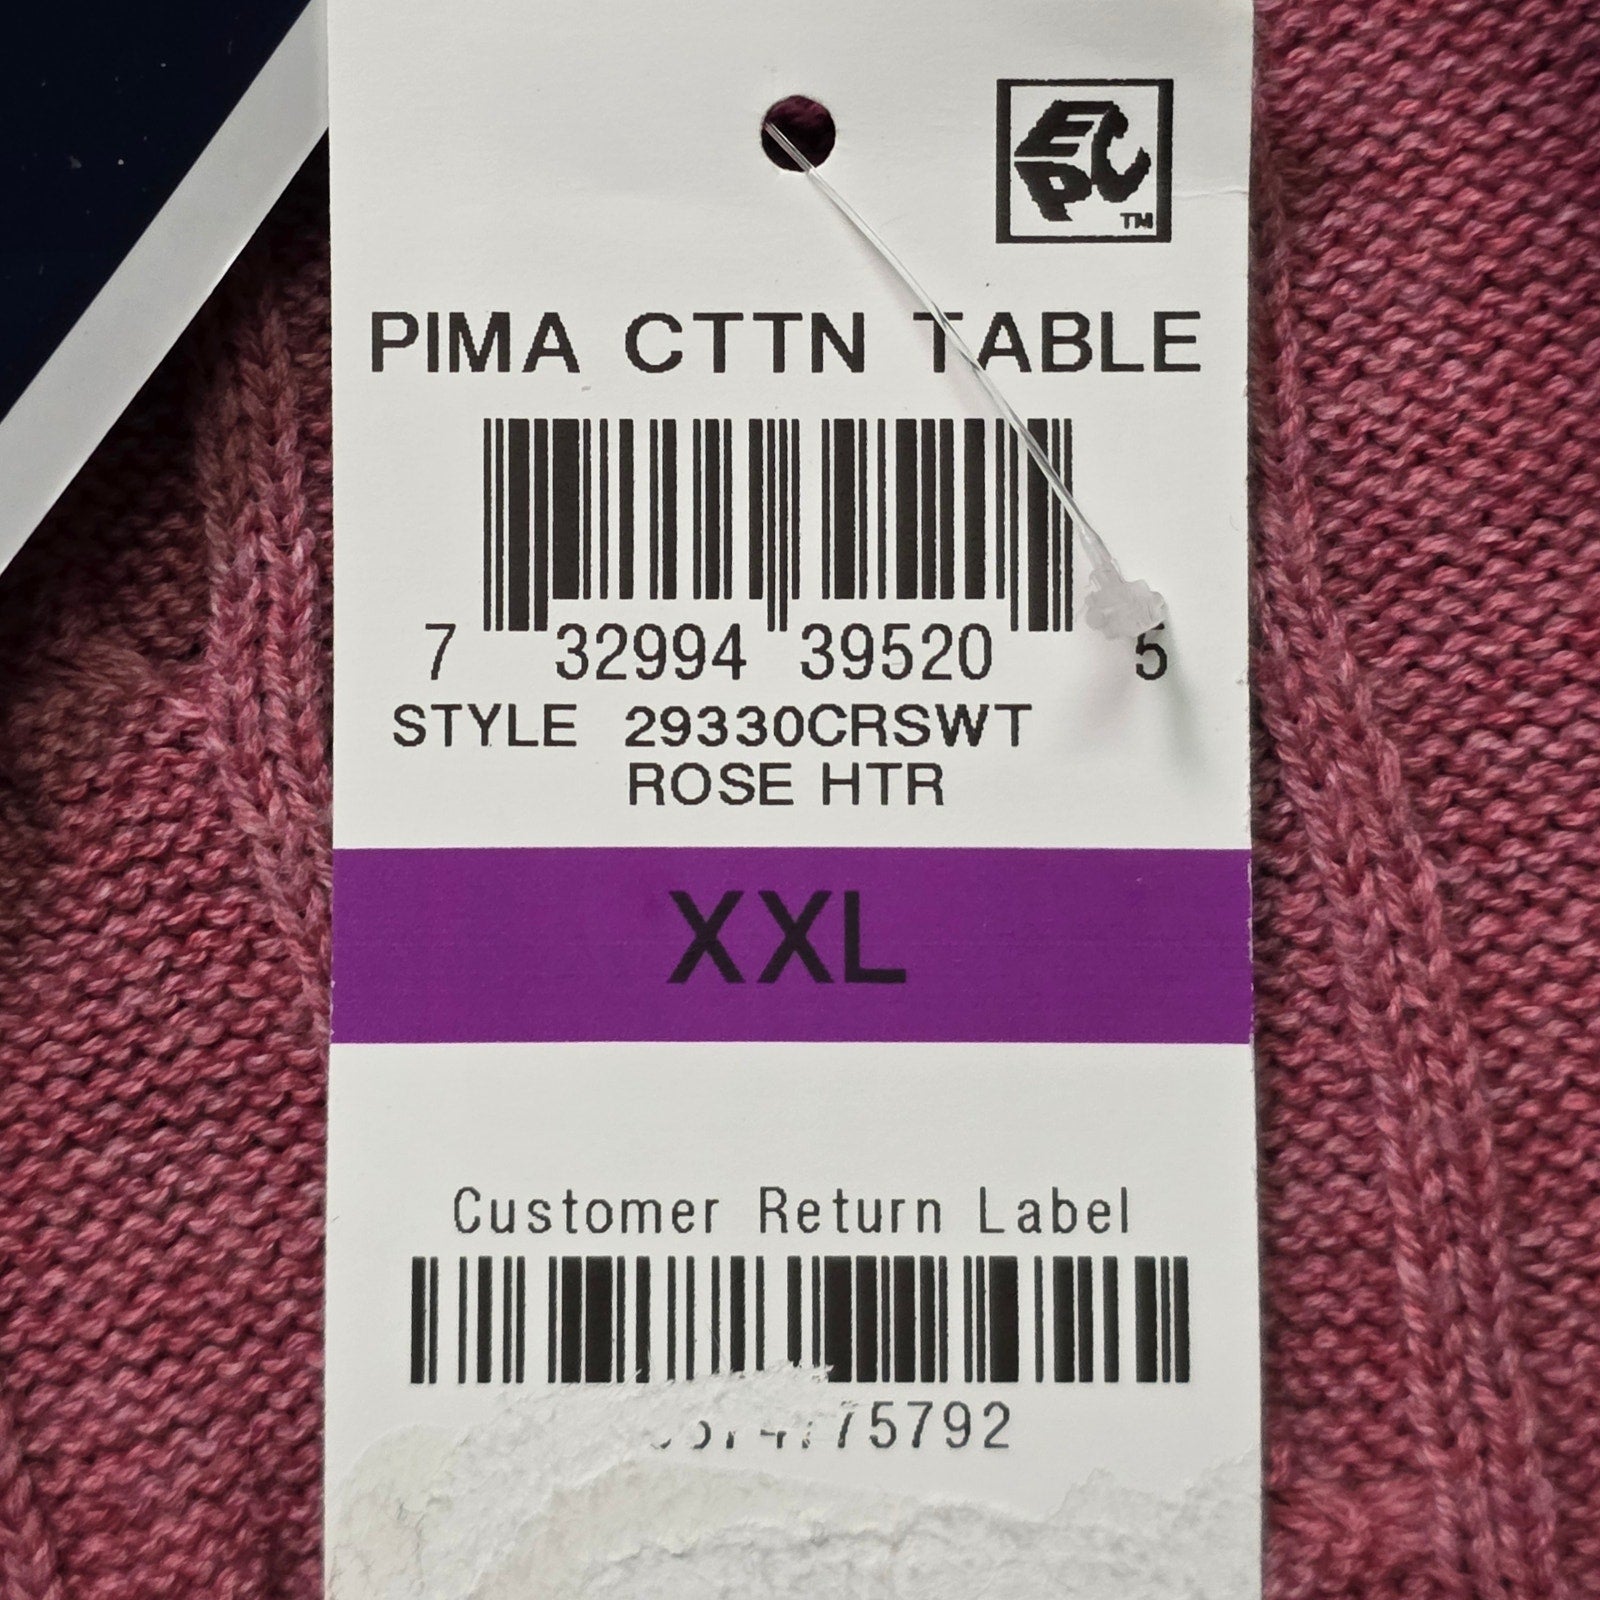 EPC
TM
PIMA CTTN TABLE
7 32994 39520 5
STYLE 29330CRSWT
ROSE HTR
XXL
Customer Return Label